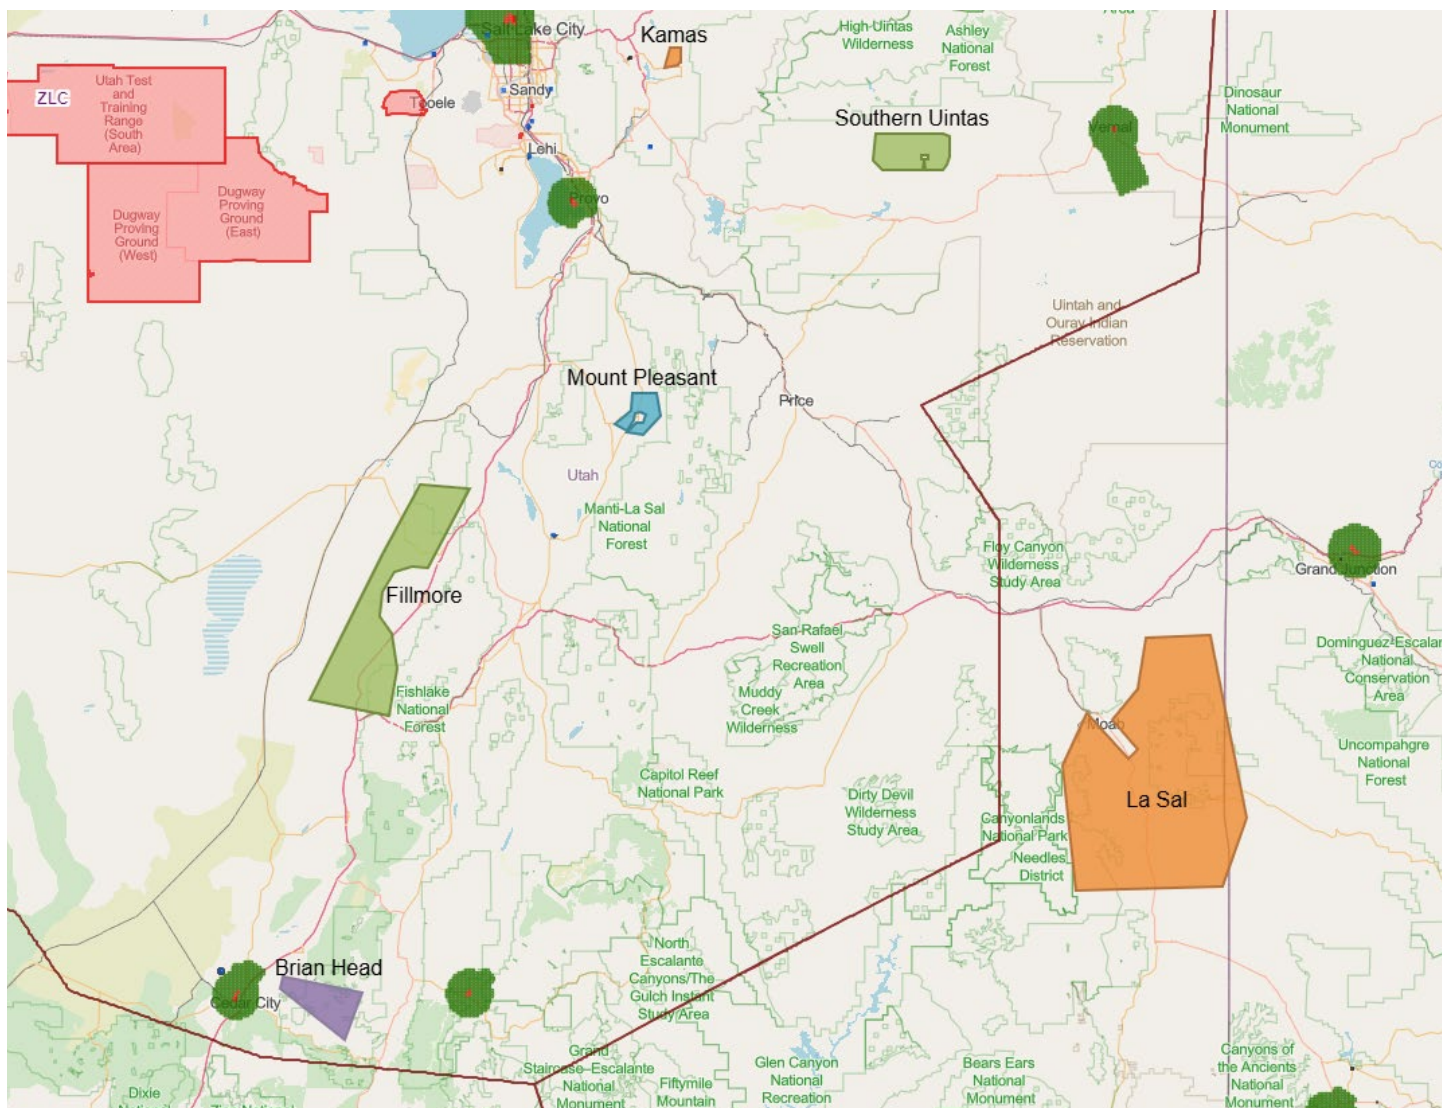 Salt Lake City
Kamas
High Uintas
Wilderness
Area
Ashley
National
Forest
ZLC
Utah Test
and
Training
Range
(South
Area)
Tooele
Sandy
Lehi
Southern Uintas
Vernal
Dinosaur
National
Monument
Dugway
Proving
Ground
(West)
Dugway
Proving
Ground
(East)
Provo
Uintah and
Ouray Indian
Reservation
Mount Pleasant
Price
Utah
Manti-La Sal
National
Forest
Floy Canyon
Wilderness
Study Area
Grand Junction
Fillmore
San Rafael
Swell
Recreation
Area
Muddy
Creek
Wilderness
Fishlake
National
Forest
Dominguez-Escalan
National
Conservation
Area
Moab
Uncompahgre
National
Forest
Capitol Reef
National Park
Dirty Devil
Wilderness
Study Area
La Sal
Canyonlands
National Park
Needles
District
North
Escalante
Canyons/The
Gulch Instant
Study Area
Brian Head
Cedar City
Grand
Staircase-Escalante
National
Monument
Fiftymile
Mountain
Glen Canyon
National
Recreation
Bears Ears
National
Monument
Canyons of
the Ancients
National
Monument
Dixie